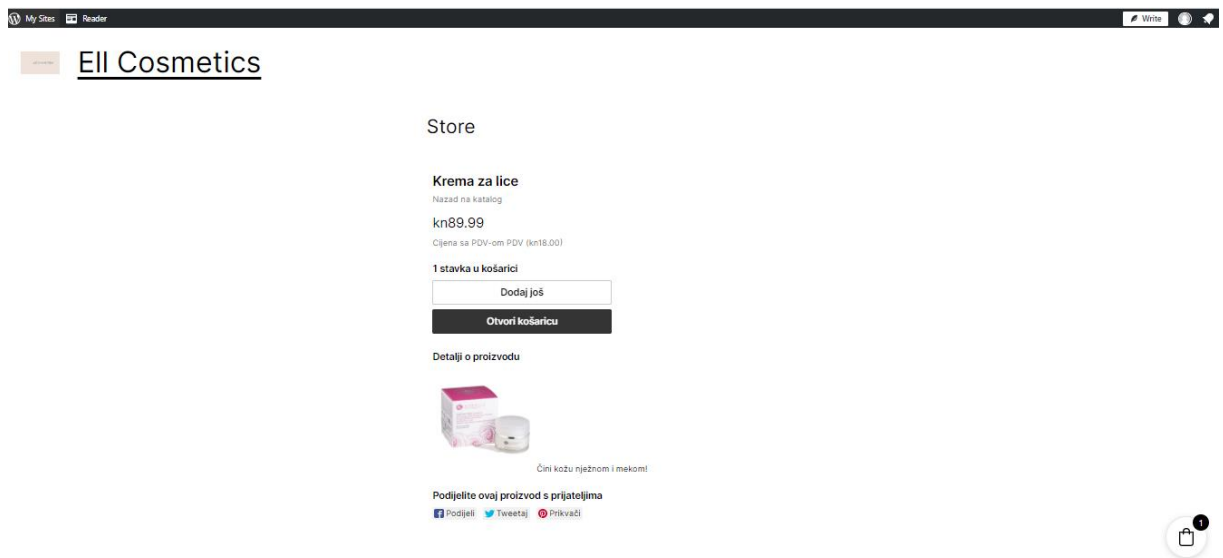 My Sites Reader Write
Ell Cosmetics
Store
Krema za lice
Nazad na katalog
kn89.99
Cijena sa PDV-om PDV (kn18.00)
1 stavka u košarici
Dodaj još
Otvori košaricu
Detalji o proizvodu
Čini kožu nježnom i mekom!
Podijelite ovaj proizvod s prijateljima
Podijeli Tweetaj Prikvači
1